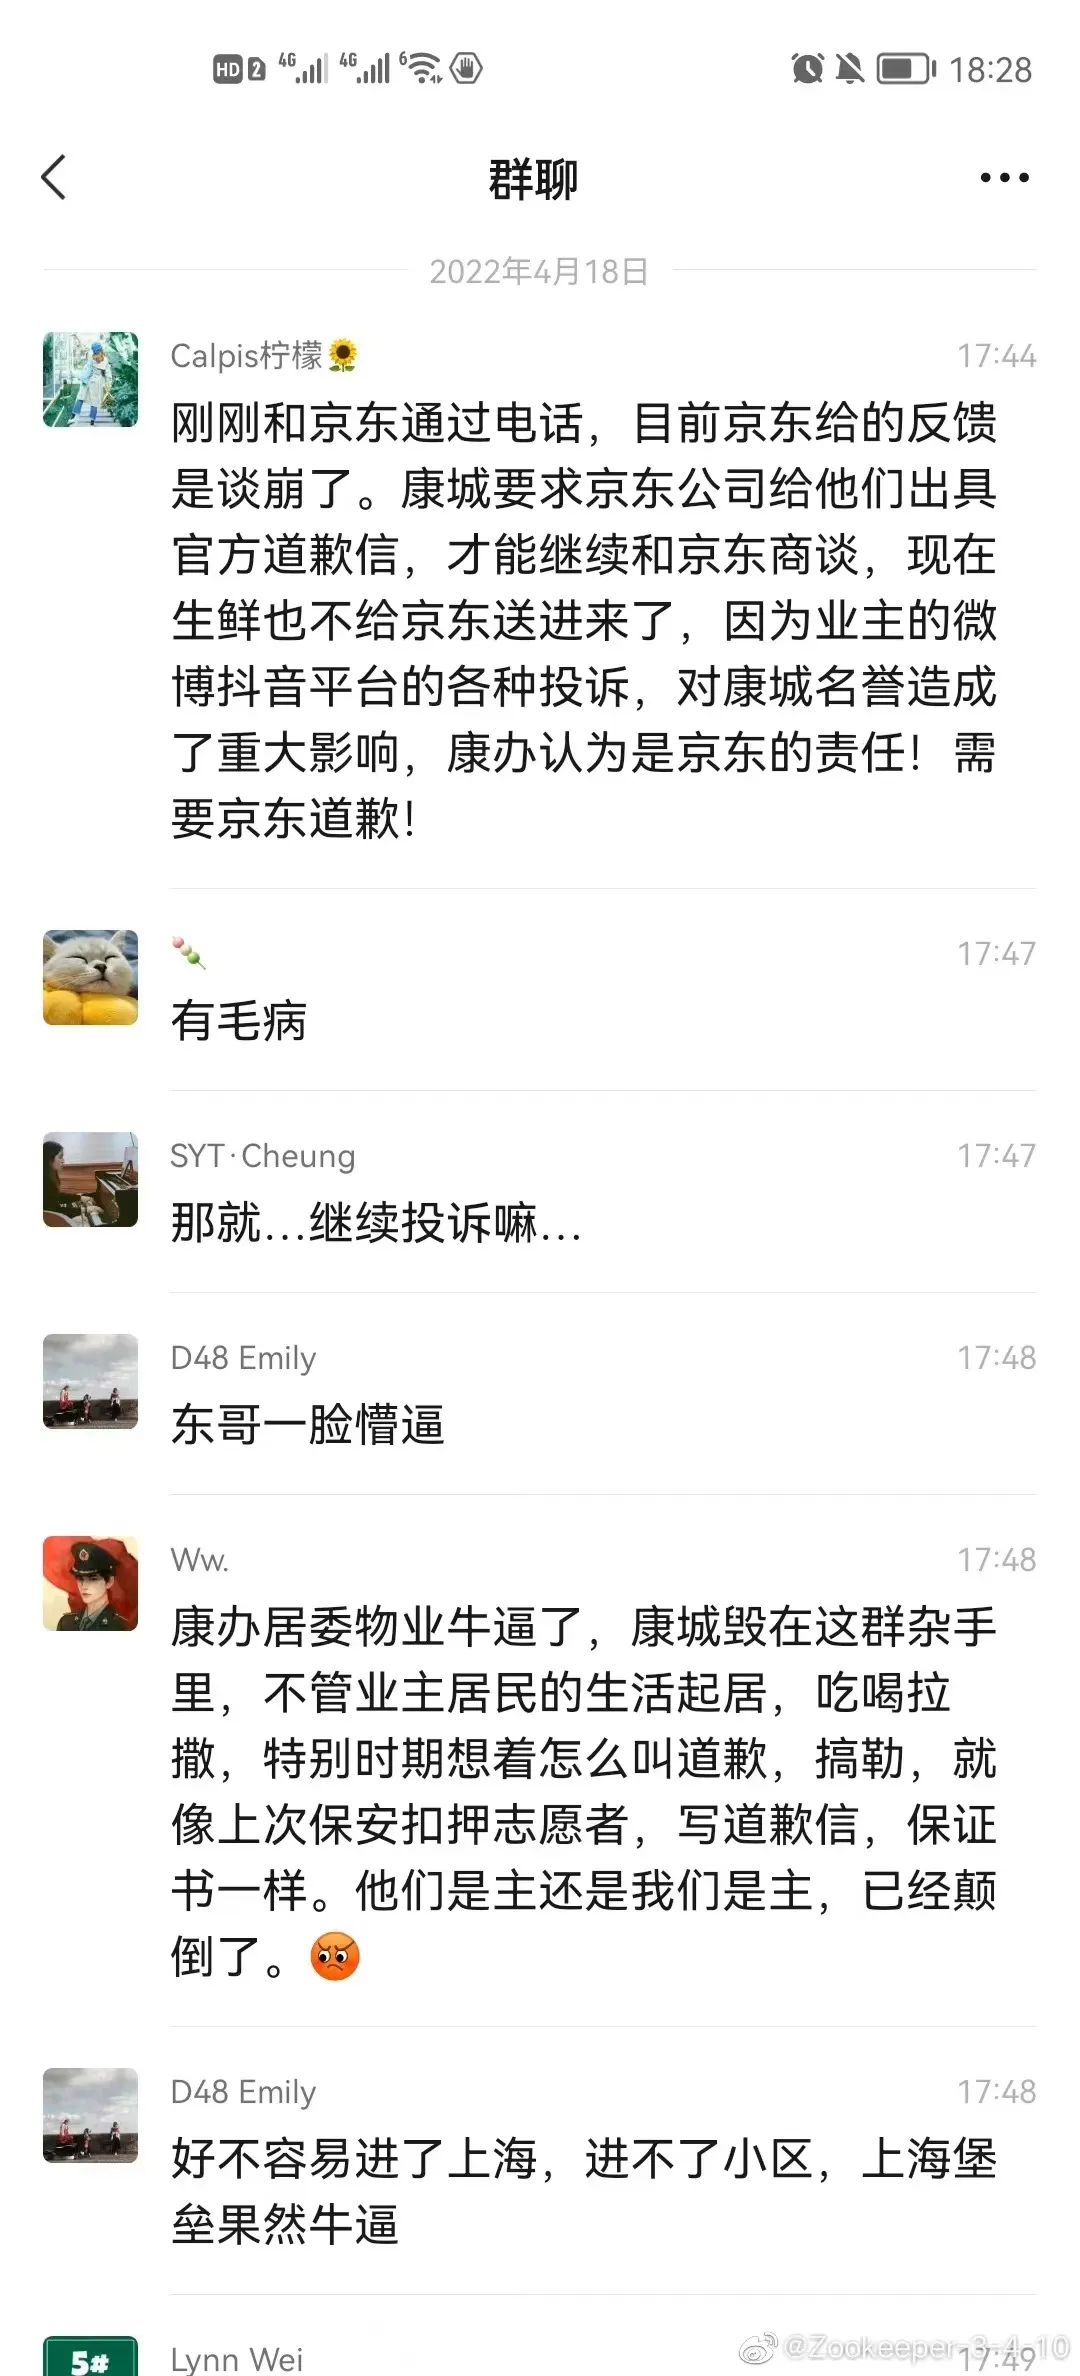 HD 2 4G 4G 6 18:28
群聊
2022年4月18日
Calpis柠檬🌻 17:44
刚刚和京东通过电话，目前京东给的反馈
是谈崩了。康城要求京东公司给他们出具
官方道歉信，才能继续和京东商谈，现在
生鲜也不给京东送进来了，因为业主的微
博抖音平台的各种投诉，对康城名誉造成
了重大影响，康办认为是京东的责任！需
要京东道歉！
🍡 17:47
有毛病
SYT·Cheung 17:47
那就...继续投诉嘛...
D48 Emily 17:48
东哥一脸懵逼
Ww. 17:48
康办居委物业牛逼了，康城毁在这群杂手
里，不管业主居民的生活起居，吃喝拉
撒，特别时期想着怎么叫道歉，搞勒，就
像上次保安扣押志愿者，写道歉信，保证
书一样。他们是主还是我们是主，已经颠
倒了。😡
D48 Emily 17:48
好不容易进了上海，进不了小区，上海堡
垒果然牛逼
5#
Lynn Wei 17:49
@Zookeeper-3-4-10